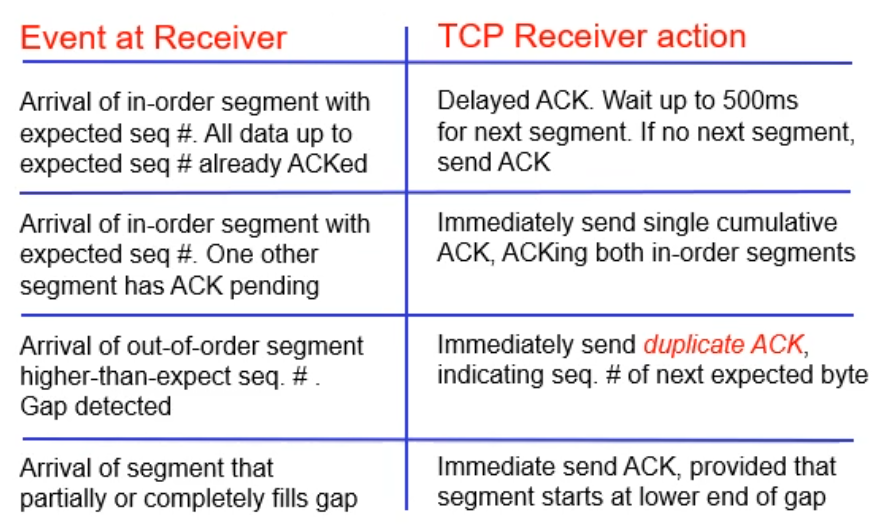 Event at Receiver
TCP Receiver action
Arrival of in-order segment with
expected seq #. All data up to
expected seq # already ACKed
Delayed ACK. Wait up to 500ms
for next segment. If no next segment,
send ACK
Arrival of in-order segment with
expected seq #. One other
segment has ACK pending
Immediately send single cumulative
ACK, ACKing both in-order segments
Arrival of out-of-order segment
higher-than-expect seq. # .
Gap detected
Immediately send duplicate ACK,
indicating seq. # of next expected byte
Arrival of segment that
partially or completely fills gap
Immediate send ACK, provided that
segment starts at lower end of gap